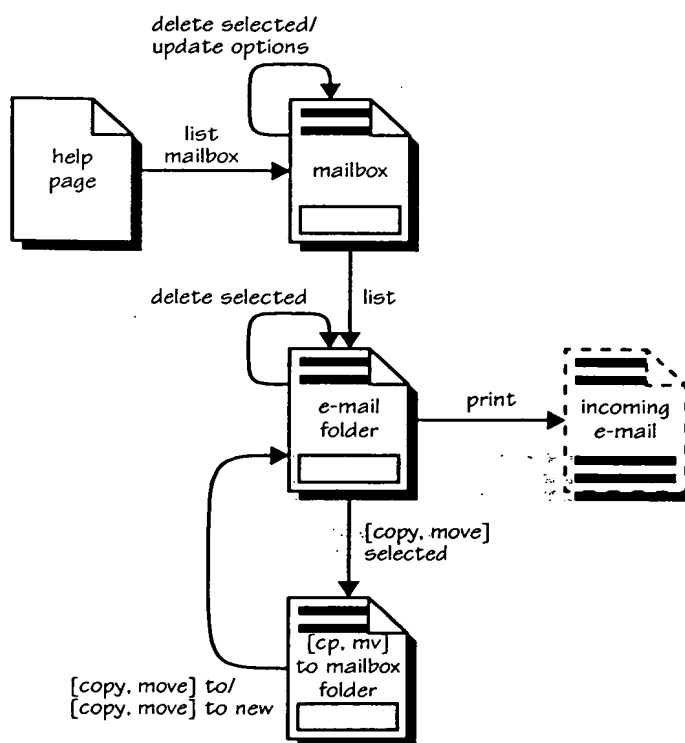 delete selected/
update options
list
mailbox
help
page
mailbox
delete selected
list
e-mail
folder
print
incoming
e-mail
[copy, move]
selected
[cp, mv]
to mailbox
folder
[copy, move] to/
[copy, move] to new